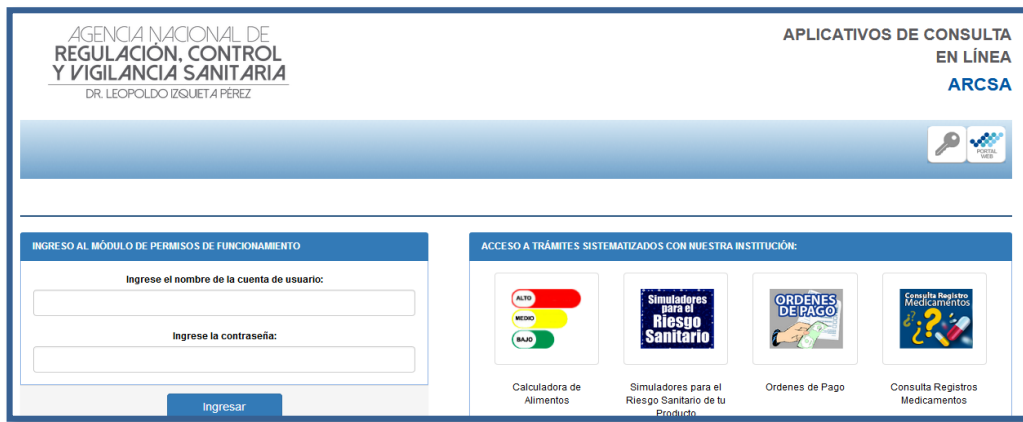 AGENCIA NACIONAL DE
REGULACIÓN, CONTROL
Y VIGILANCIA SANITARIA
DR. LEOPOLDO IZQUIETA PÉREZ
APLICATIVOS DE CONSULTA
EN LÍNEA
ARCSA
PORTAL
WEB
INGRESO AL MÓDULO DE PERMISOS DE FUNCIONAMIENTO
Ingrese el nombre de la cuenta de usuario:
Ingrese la contraseña:
Ingresar
ACCESO A TRÁMITES SISTEMATIZADOS CON NUESTRA INSTITUCIÓN:
ALTO
MEDIO
BAJO
Calculadora de
Alimentos
Simuladores
para el
Riesgo
Sanitario
Simuladores para el
Riesgo Sanitario de tu
Producto
ORDENES
DE PAGO
Ordenes de Pago
Consulta Registro
Medicamentos
Consulta Registros
Medicamentos